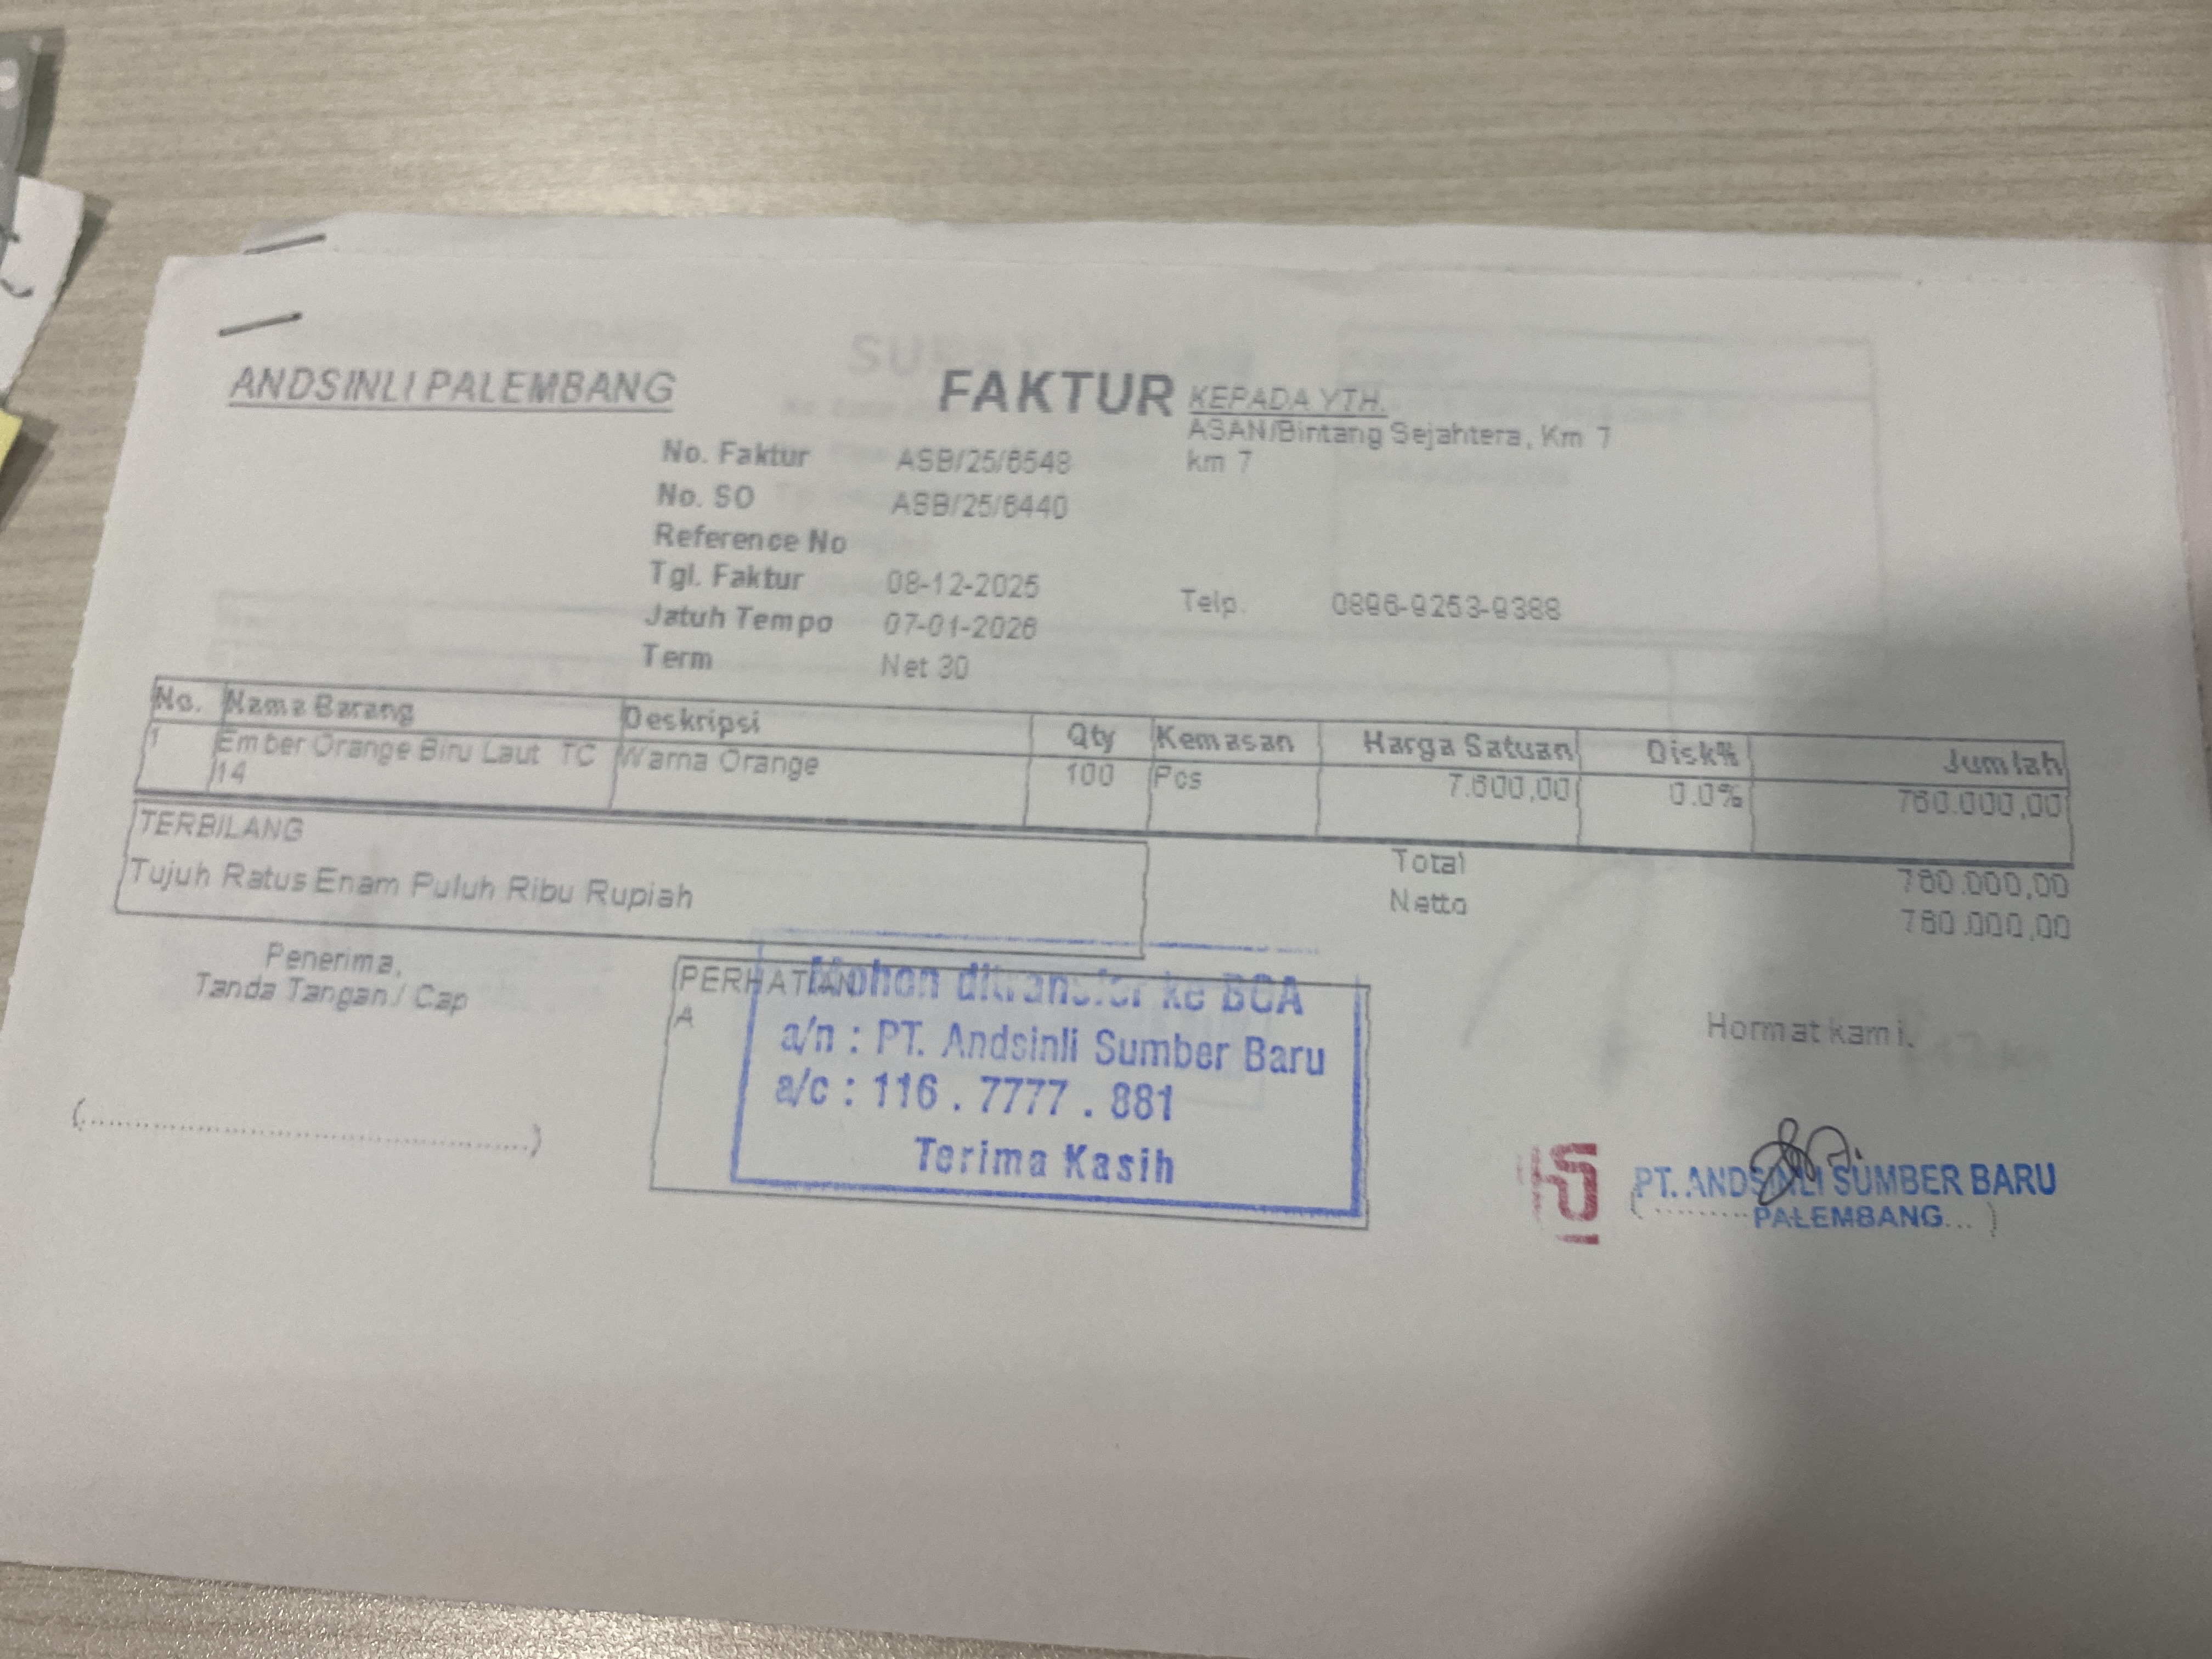 ANDSINLI PALEMBANG
FAKTUR
KEPADA YTH.
ASAN/Bintang Sejahtera, Km 7
km 7
No. Faktur ASB/25/6548
No. SO ASB/25/6440
Reference No
Tgl. Faktur 08-12-2025
Telp. 0896-9253-9388
Jatuh Tempo 07-01-2026
Term Net 30
No. Nama Barang Deskripsi Qty Kemasan Harga Satuan Disk% Jumlah
1 Ember Orange Biru Laut TC Warna Orange 100 Pcs 7.600,00 0.0% 760.000,00
14
TERBILANG
Tujuh Ratus Enam Puluh Ribu Rupiah
Total 760.000,00
Netto 760.000,00
Penerima,
Tanda Tangan / Cap
PERHATIAN
A
Mohon ditransfer ke BCA
a/n : PT. Andsinli Sumber Baru
a/c : 116 . 7777 . 881
Terima Kasih
Hormat kami,
PT. ANDSINLI SUMBER BARU
PALEMBANG